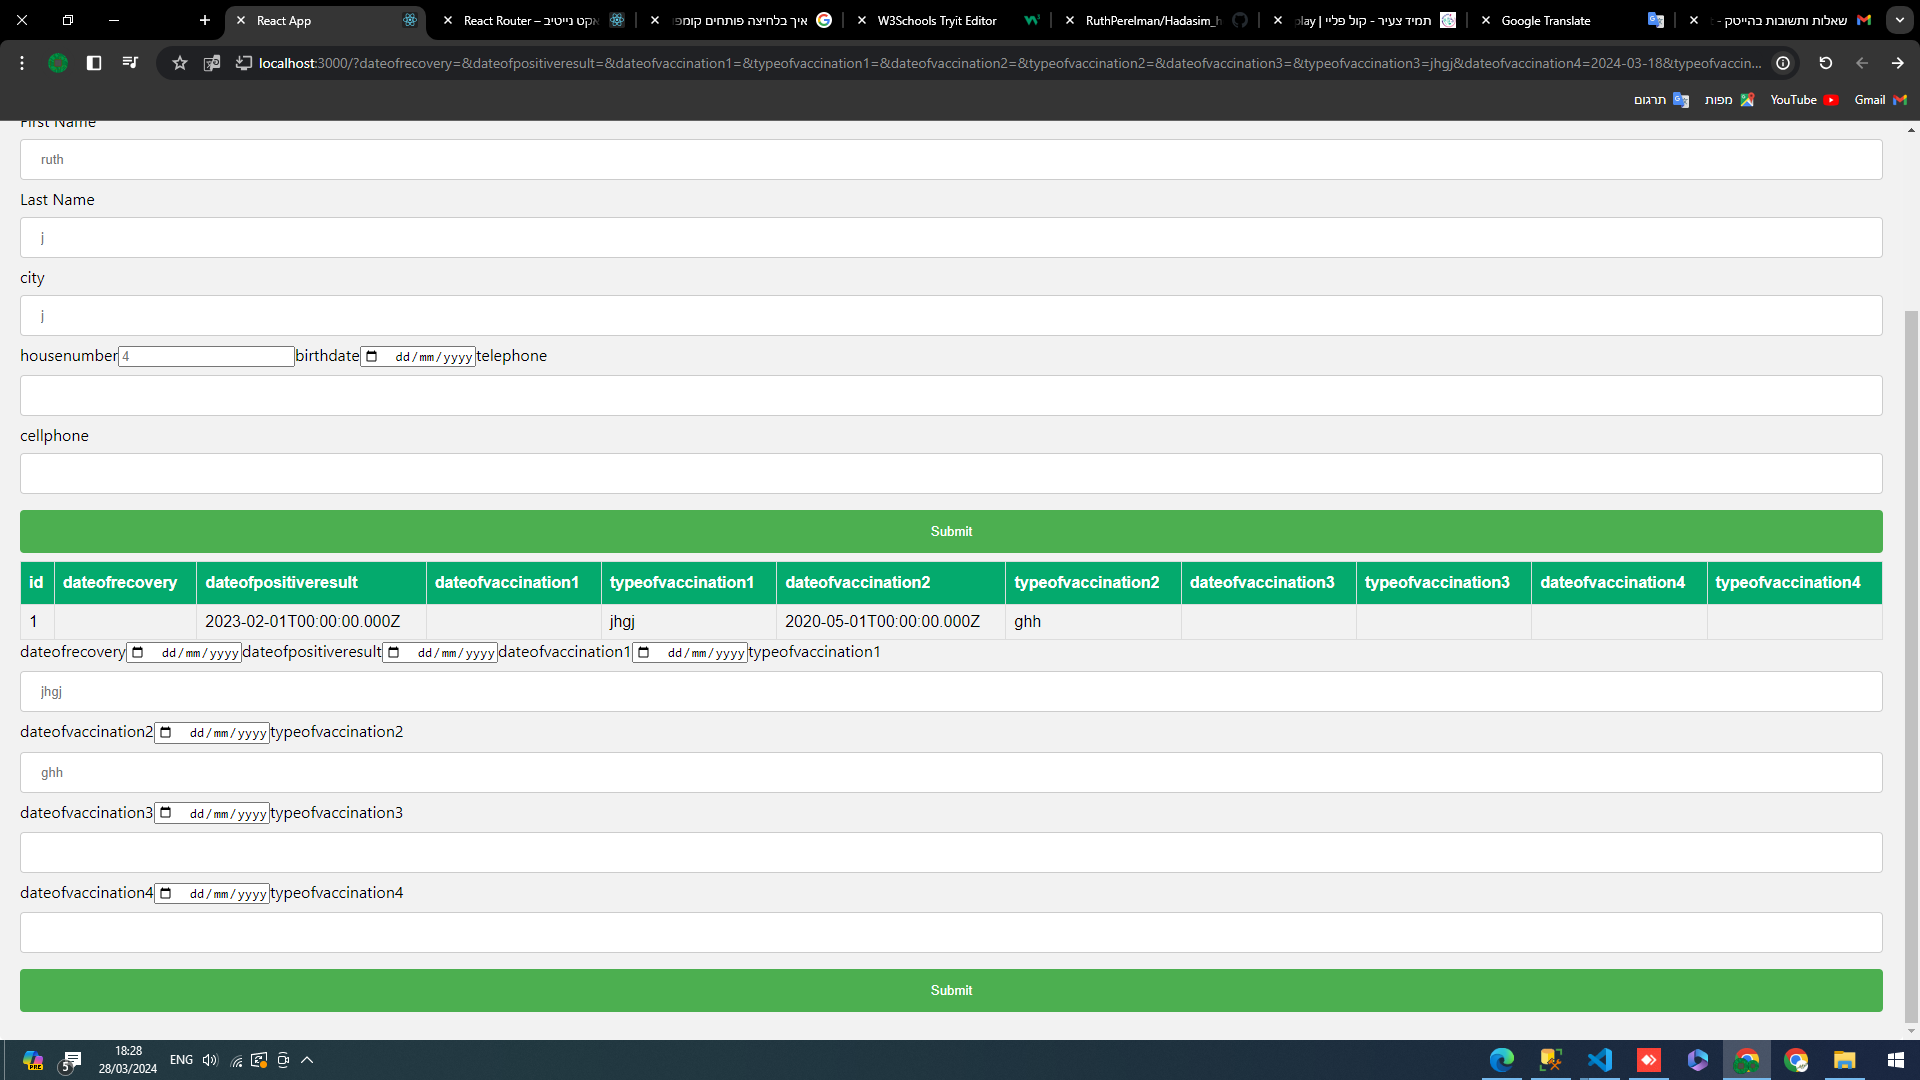 React App
React Router – אקט נייטיב
איך בלחיצה פותחים קומפו
W3Schools Tryit Editor
RuthPerelman/Hadasim_h
תמיד צעיר - קול פליי | play
Google Translate
שאלות ותשובות בהייטק -
localhost:3000/?dateofrecovery=&dateofpositiveresult=&dateofvaccination1=&typeofvaccination1=&dateofvaccination2=&typeofvaccination2=&dateofvaccination3=&typeofvaccination3=jhgj&dateofvaccination4=2024-03-18&typeofvaccin...
תרגום מפות YouTube Gmail
First Name
ruth
Last Name
j
city
j
housenumber 4 birthdate dd/mm/yyyy telephone
cellphone
Submit
id dateofrecovery dateofpositiveresult dateofvaccination1 typeofvaccination1 dateofvaccination2 typeofvaccination2 dateofvaccination3 typeofvaccination3 dateofvaccination4 typeofvaccination4
1 2023-02-01T00:00:00.000Z jhgj 2020-05-01T00:00:00.000Z ghh
dateofrecovery dd/mm/yyyy dateofpositiveresult dd/mm/yyyy dateofvaccination1 dd/mm/yyyy typeofvaccination1
jhgj
dateofvaccination2 dd/mm/yyyy typeofvaccination2
ghh
dateofvaccination3 dd/mm/yyyy typeofvaccination3
dateofvaccination4 dd/mm/yyyy typeofvaccination4
Submit
5
18:28
28/03/2024
ENG
PRE